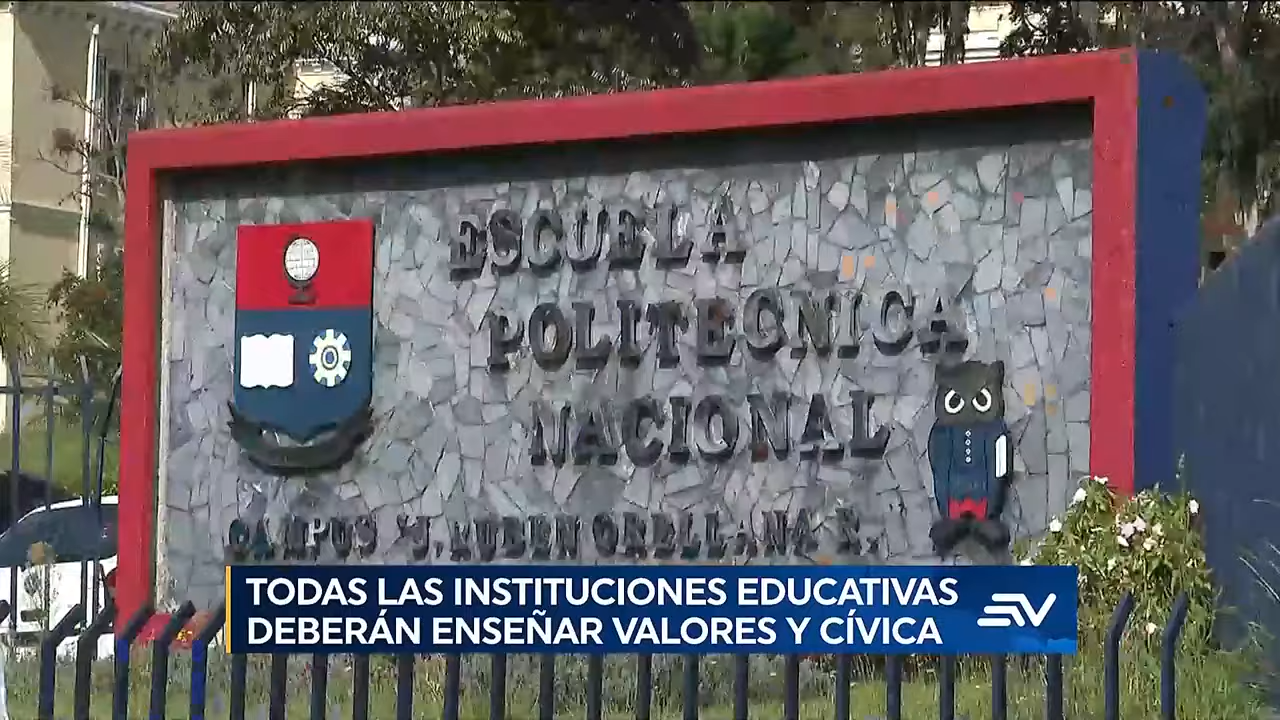 ESCUELA
POLITECNICA
NACIONAL
CAMPUS "J. RUBEN ORELLANA R.
TODAS LAS INSTITUCIONES EDUCATIVAS
DEBERÁN ENSEÑAR VALORES Y CÍVICA